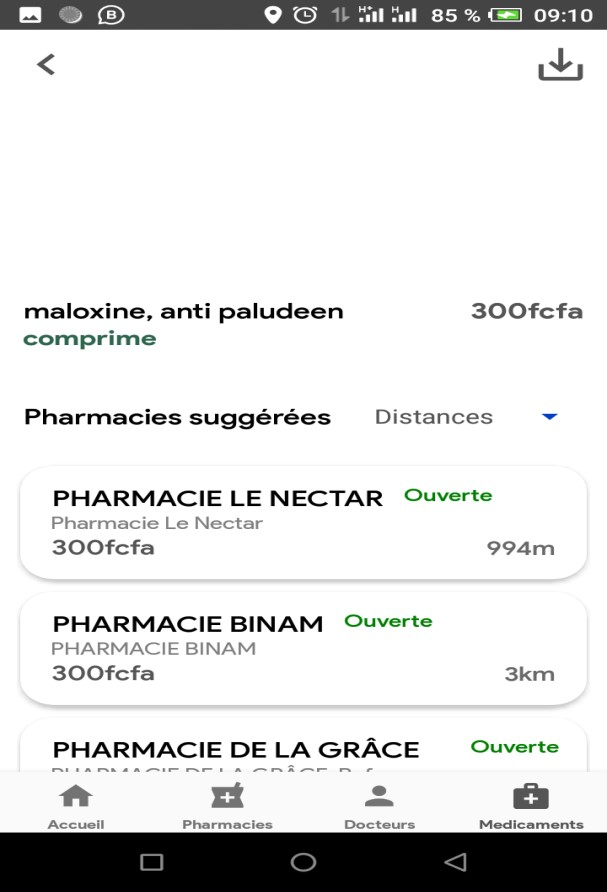 85 % 09:10
maloxine, anti paludeen 300fcfa
comprime
Pharmacies suggérées Distances
PHARMACIE LE NECTAR Ouverte
Pharmacie Le Nectar
300fcfa 994m
PHARMACIE BINAM Ouverte
PHARMACIE BINAM
300fcfa 3km
PHARMACIE DE LA GRÂCE Ouverte
PHARMACIE DE LA GRÂCE
Accueil Pharmacies Docteurs Medicaments